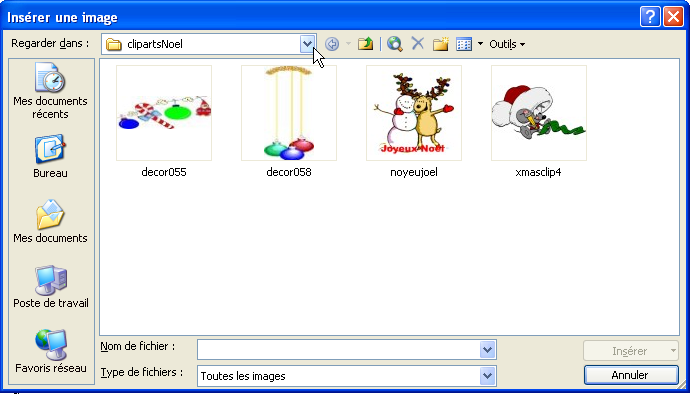 Insérer une image
Regarder dans :
clipartsNoel
Outils
Mes documents
récents
Bureau
Mes documents
Poste de travail
Favoris réseau
Joyeux Noël
decor055
decor058
noyeujoel
xmasclip4
Nom de fichier :
Type de fichiers :
Toutes les images
Insérer
Annuler